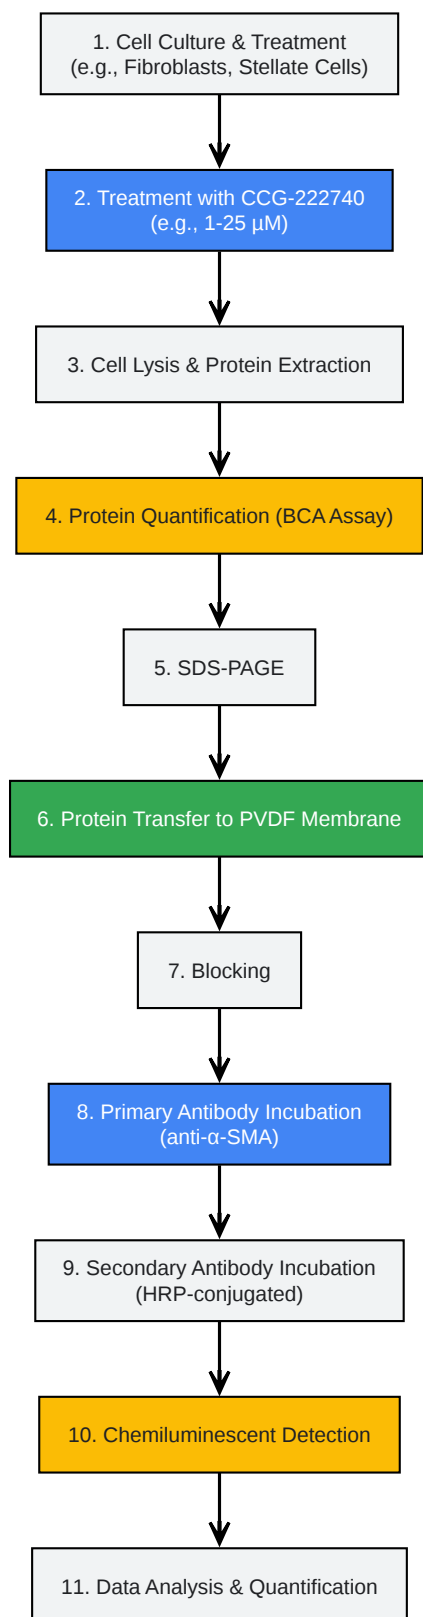 1. Cell Culture & Treatment
(e.g., Fibroblasts, Stellate Cells)
2. Treatment with CCG-222740
(e.g., 1-25 µM)
3. Cell Lysis & Protein Extraction
4. Protein Quantification (BCA Assay)
5. SDS-PAGE
6. Protein Transfer to PVDF Membrane
7. Blocking
8. Primary Antibody Incubation
(anti-α-SMA)
9. Secondary Antibody Incubation
(HRP-conjugated)
10. Chemiluminescent Detection
11. Data Analysis & Quantification